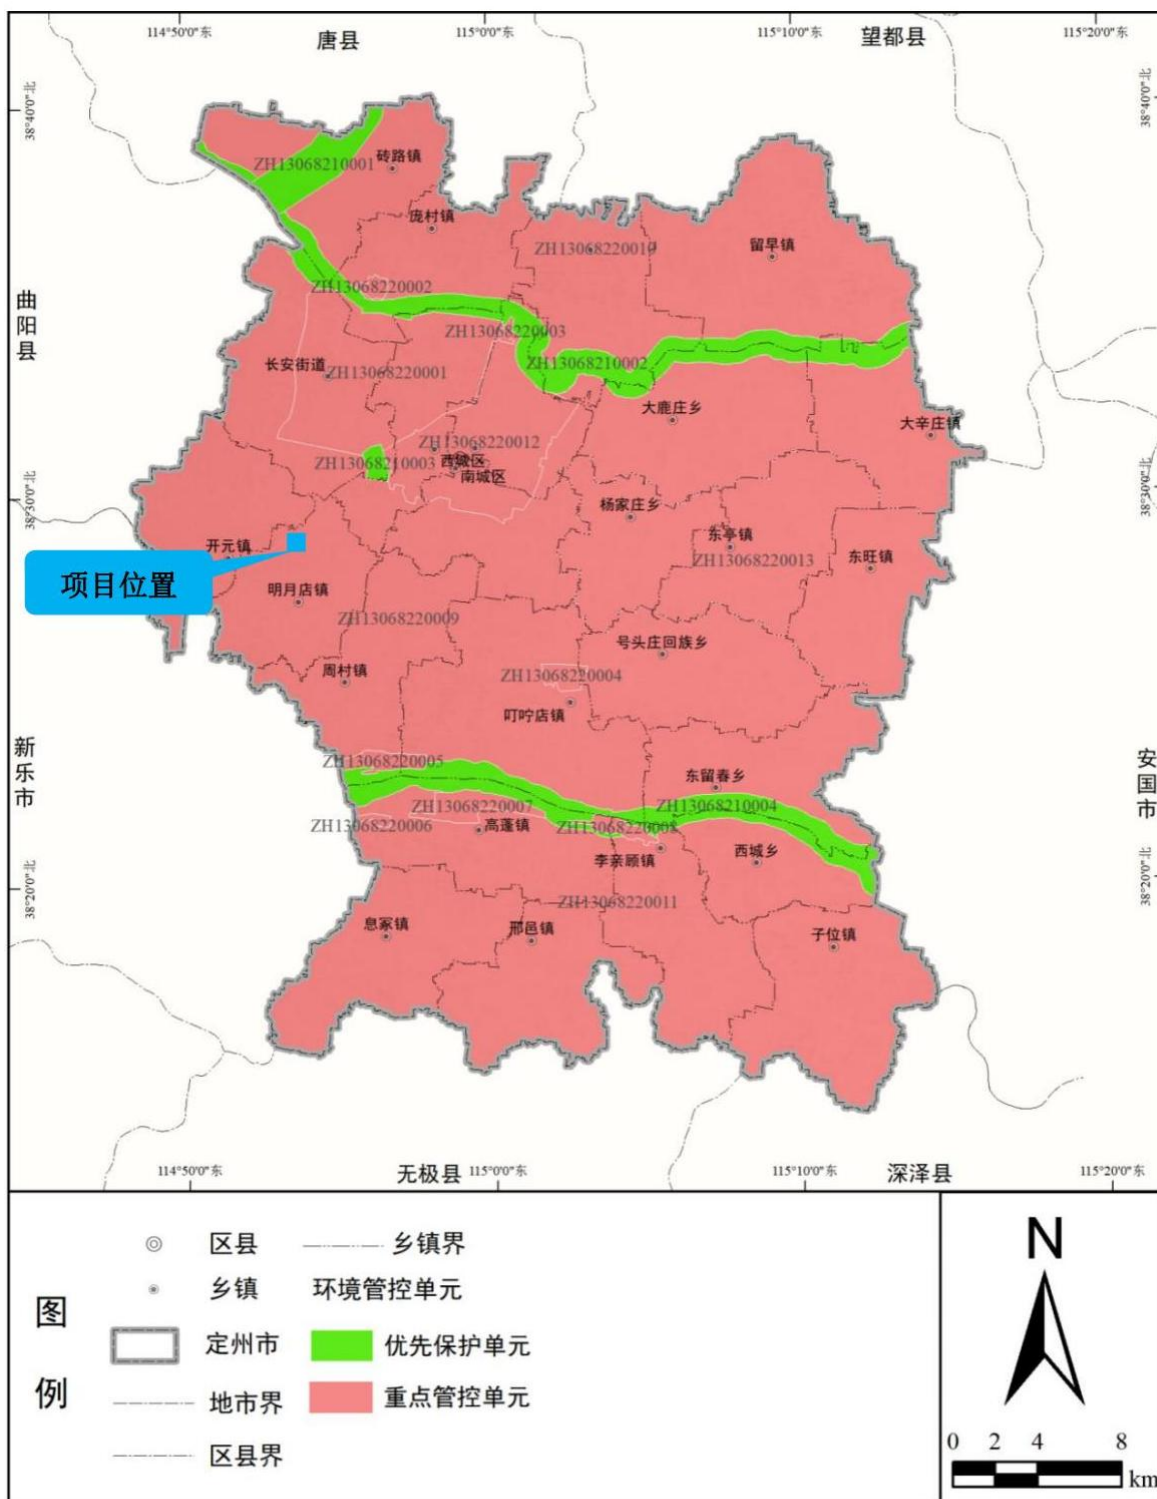 114°50'0"东
唐县
115°0'0"东
115°10'0"东
望都县
115°20'0"东
38°40'0"北
38°40'0"北
ZH13068210001
砖路镇
庞村镇
ZH13068220010
留早镇
曲阳县
ZH13068220002
ZH13068220003
ZH13068210002
长安街道
ZH13068220001
大鹿庄乡
大辛庄镇
ZH13068220012
ZH13068210003
西城区
南城区
38°30'0"北
38°30'0"北
杨家庄乡
东亭镇
开元镇
ZH13068220013
东旺镇
项目位置
明月店镇
ZH13068220009
号头庄回族乡
周村镇
ZH13068220004
叮咛店镇
新乐市
安国市
ZH13068220005
东留春乡
ZH13068220007
ZH13068210004
ZH13068220006
高蓬镇
ZH13068220008
李亲顾镇
西城乡
38°20'0"北
38°20'0"北
ZH13068220011
息冢镇
邢邑镇
子位镇
114°50'0"东
无极县
115°0'0"东
115°10'0"东
深泽县
115°20'0"东
图例
区县
乡镇界
乡镇
环境管控单元
定州市
优先保护单元
地市界
重点管控单元
区县界
N
0 2 4 8
km